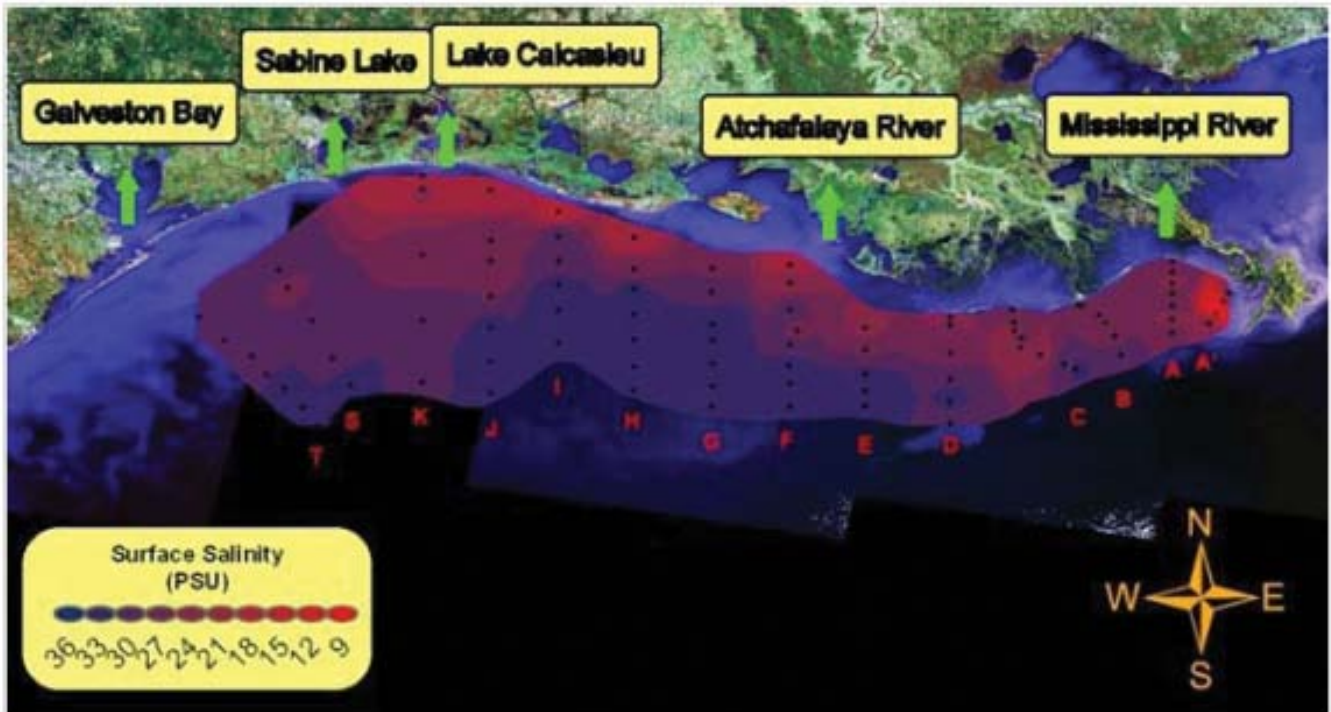 Sabine Lake
Lake Calcasieu
Galveston Bay
Atchafalaya River
Mississippi River
T
S
K
J
I
H
G
F
E
D
C
B
A
A'
Surface Salinity
(PSU)
36 33 30 27 24 21 18 15 12 9
N
W
E
S